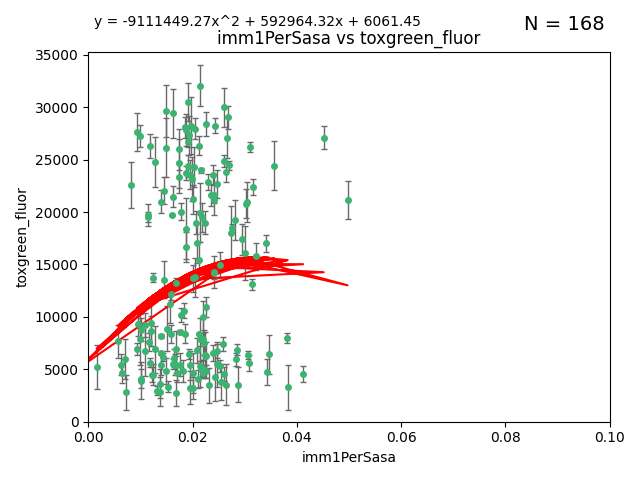 y = -9111449.27x^2 + 592964.32x + 6061.45
N = 168
imm1PerSasa vs toxgreen_fluor
35000
30000
25000
20000
15000
10000
5000
0
toxgreen_fluor
0.00 0.02 0.04 0.06 0.08 0.10
imm1PerSasa